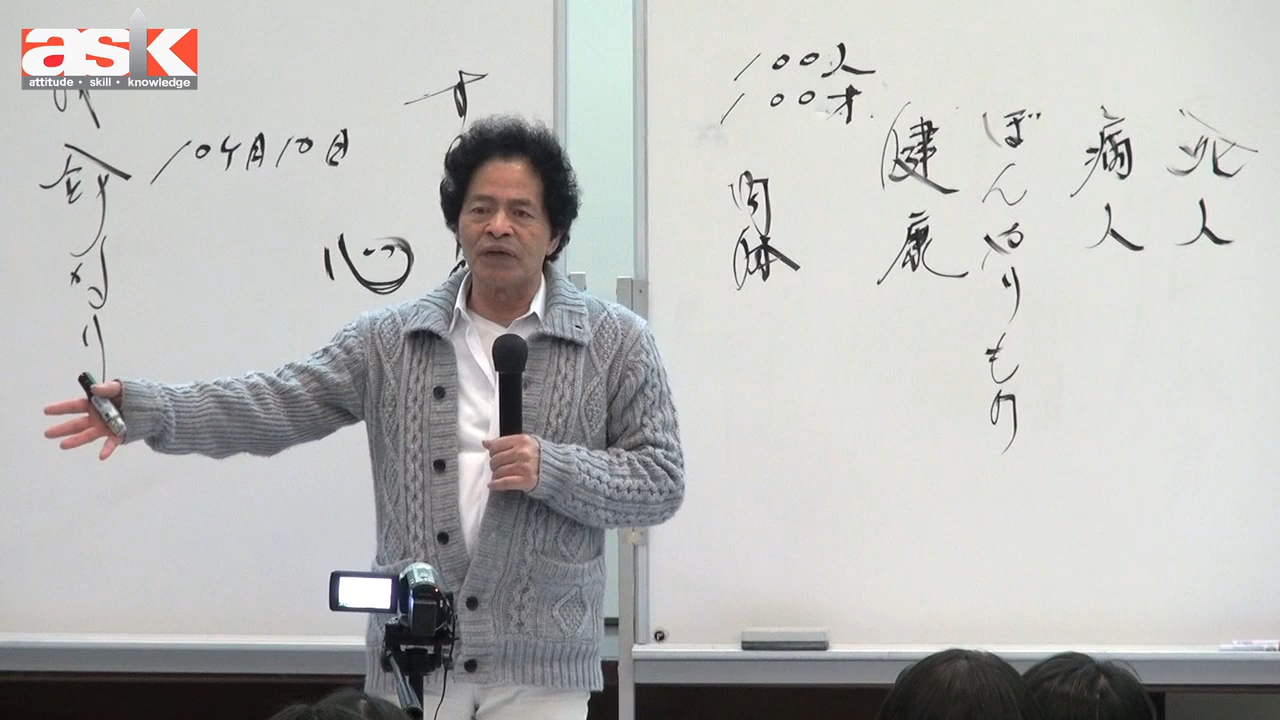 ask
attitude・skill・knowledge
10ヶ月10日
心
100人
100才
死人
病人
ぼんやりもの
健康
肉体